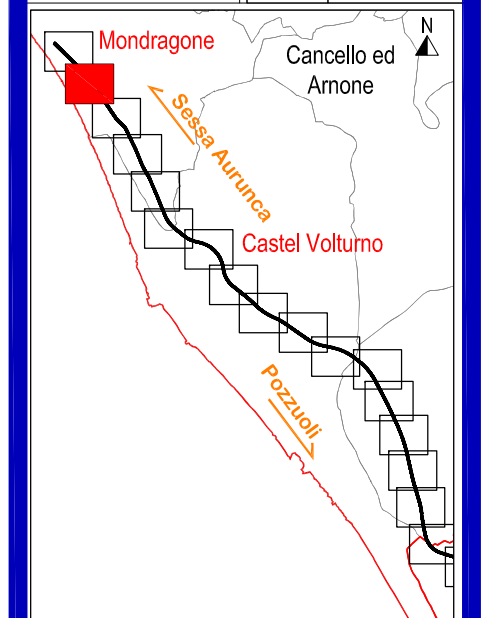 N
Mondragone
Cancello ed
Arnone
Sessa Aurunca
Castel Volturno
Pozzuoli